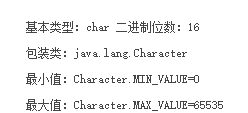 基本类型：char 二进制位数：16
包装类：java.lang.Character
最小值：Character.MIN_VALUE=0
最大值：Character.MAX_VALUE=65535